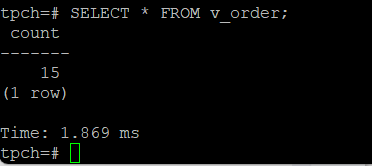 tpch=# SELECT * FROM v_order;
 count
-------
    15
(1 row)

Time: 1.869 ms
tpch=#